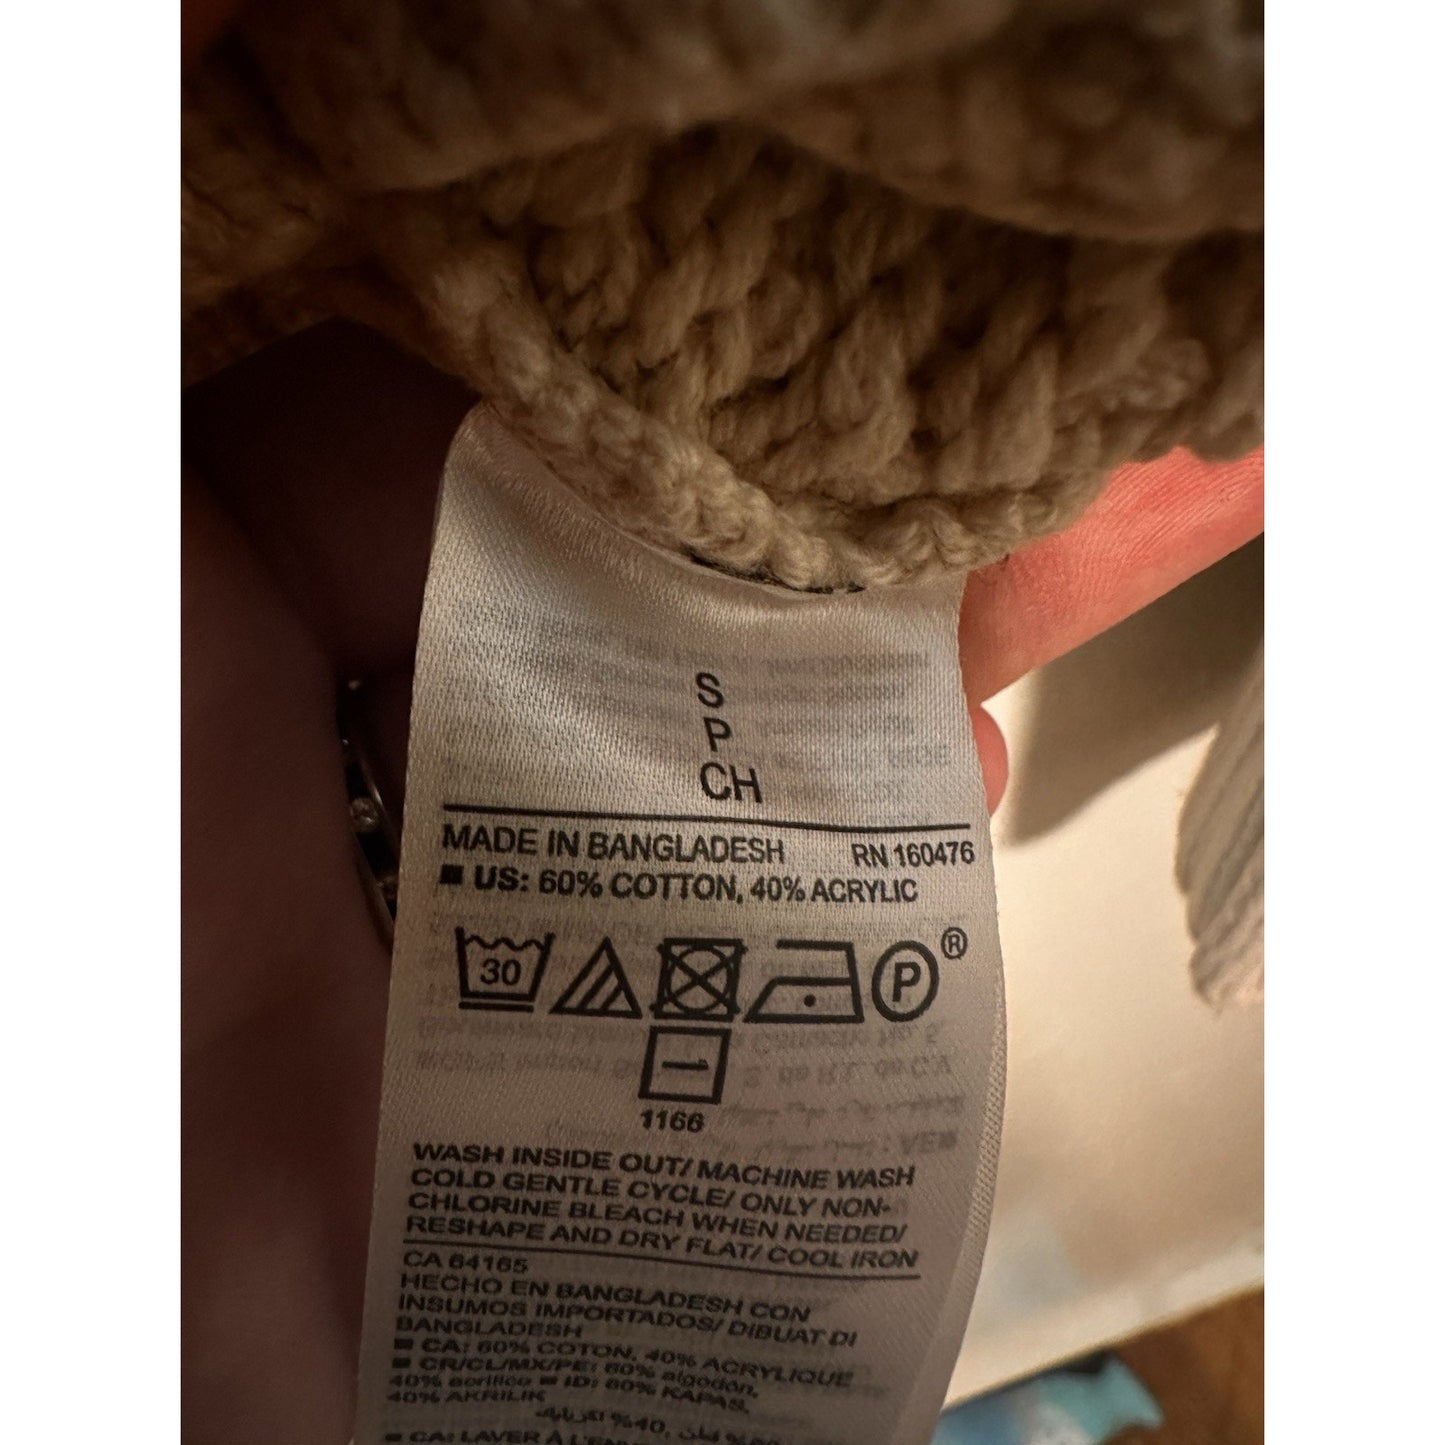 S
P
CH
MADE IN BANGLADESH RN 160476
■ US: 60% COTTON, 40% ACRYLIC
30 P ®
1166
WASH INSIDE OUT/ MACHINE WASH
COLD GENTLE CYCLE/ ONLY NON-
CHLORINE BLEACH WHEN NEEDED/
RESHAPE AND DRY FLAT/ COOL IRON
CA 64165
HECHO EN BANGLADESH CON
INSUMOS IMPORTADOS/ DIBUAT DI
BANGLADESH
■ CA: 60% COTON, 40% ACRYLIQUE
■ CR/CL/MX/PE: 60% algodón,
40% acrílico ■ ID: 60% KAPAS,
40% AKRILIK
■ CA: LAVER À L'EN